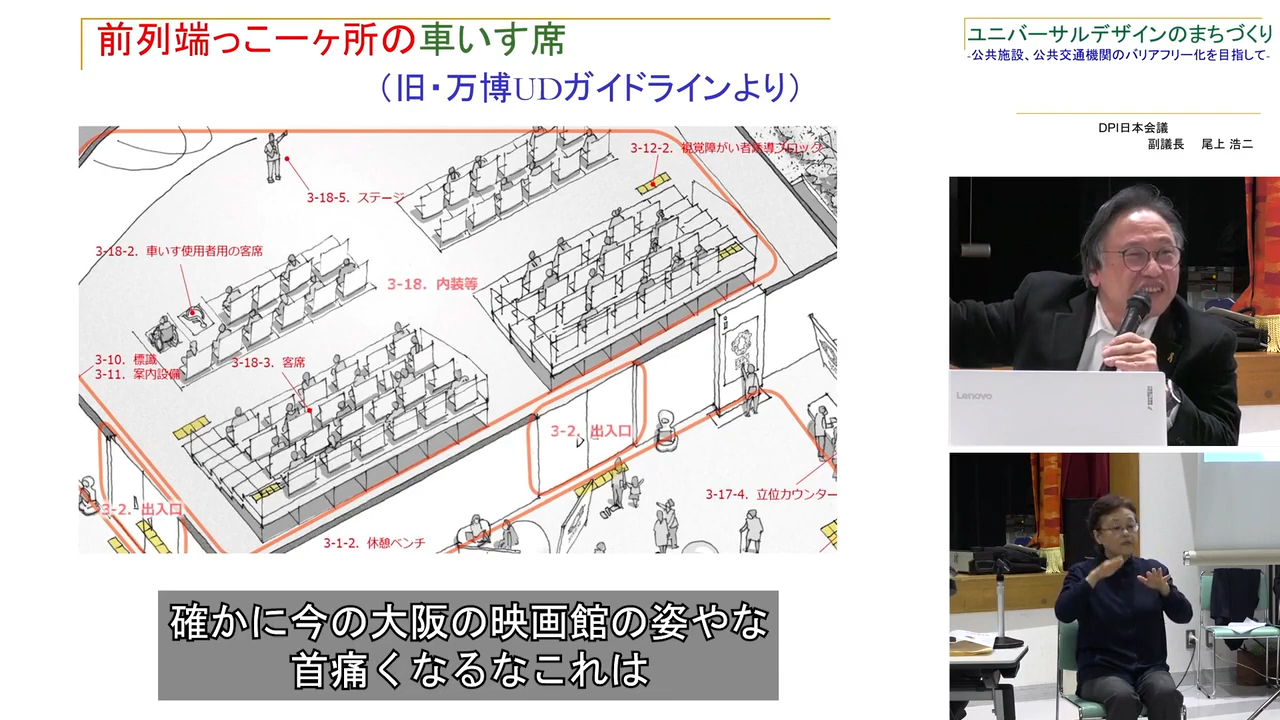 前列端っこ一ヶ所の車いす席
（旧・万博UDガイドラインより）
ユニバーサルデザインのまちづくり
-公共施設、公共交通機関のバリアフリー化を目指して-
DPI日本会議
副議長 尾上 浩二
3-12-2. 視覚障がい者誘導ブロック
3-18-5. ステージ
3-18-2. 車いす使用者用の客席
3-18. 内装等
3-10. 標識
3-11. 案内設備
3-18-3. 客席
3-2. 出入口
3-2. 出入口
3-17-4. 立位カウンター
3-1-2. 休憩ベンチ
Lenovo
確かに今の大阪の映画館の姿やな
首痛くなるなこれは